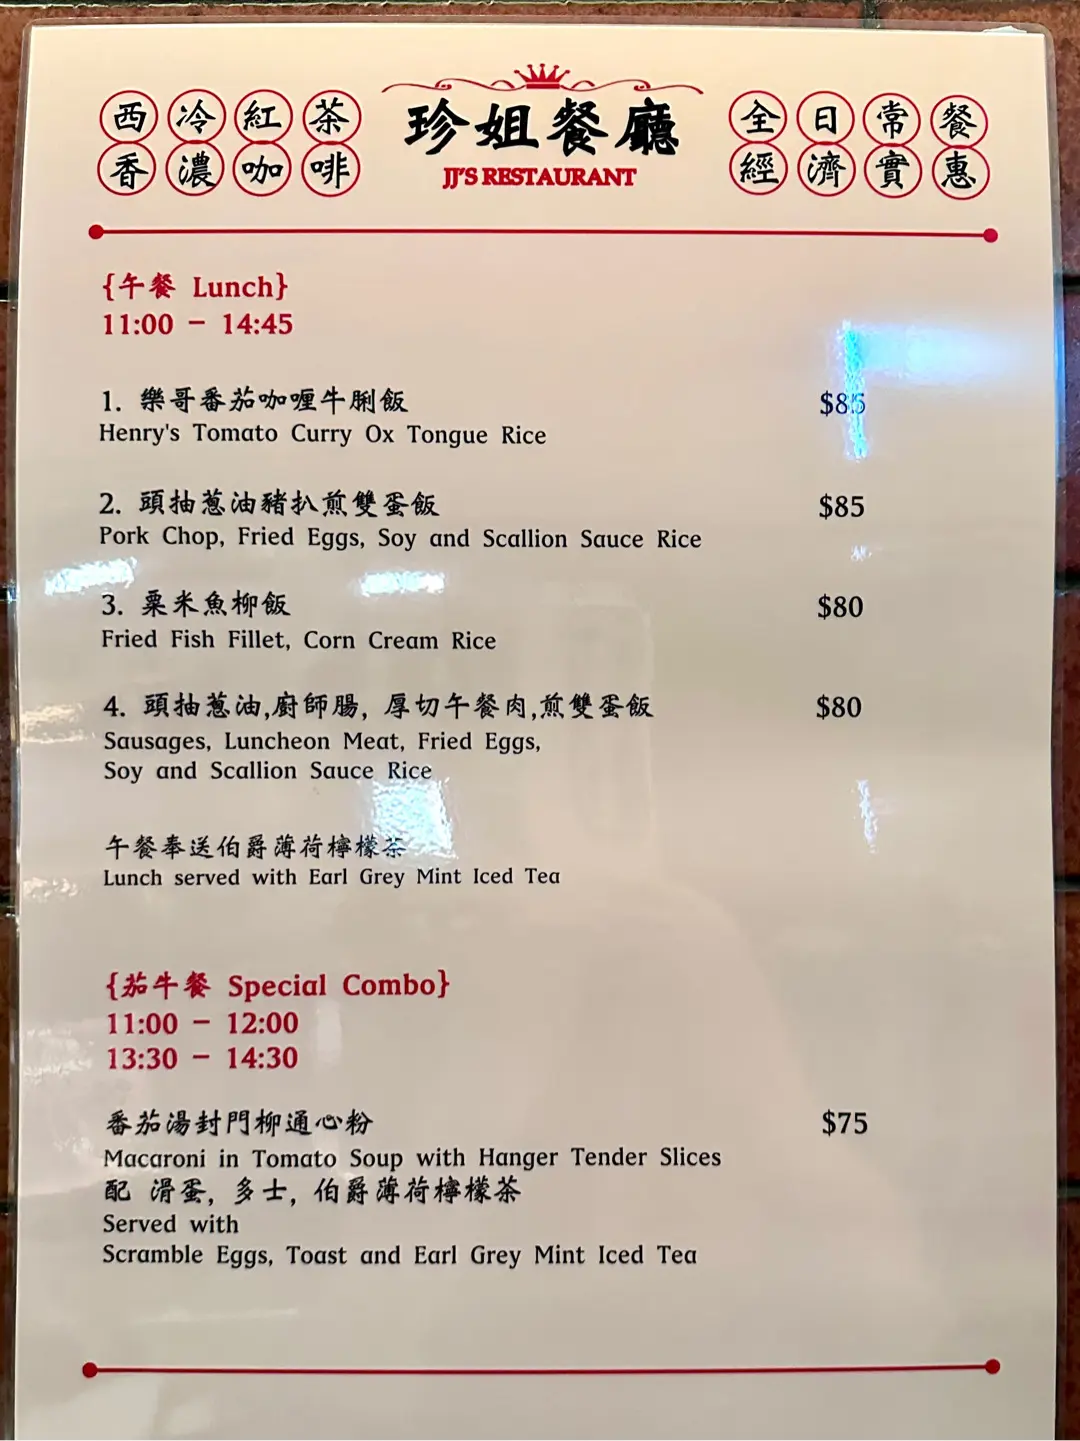 西冷紅茶
香濃咖啡
珍姐餐廳
JJ'S RESTAURANT
全日常餐
經濟實惠
{午餐 Lunch}
11:00 – 14:45
1. 樂哥番茄咖喱牛脷飯 $85
Henry's Tomato Curry Ox Tongue Rice
2. 頭抽蔥油豬扒煎雙蛋飯 $85
Pork Chop, Fried Eggs, Soy and Scallion Sauce Rice
3. 粟米魚柳飯 $80
Fried Fish Fillet, Corn Cream Rice
4. 頭抽蔥油,廚師腸, 厚切午餐肉,煎雙蛋飯 $80
Sausages, Luncheon Meat, Fried Eggs,
Soy and Scallion Sauce Rice
午餐奉送伯爵薄荷檸檬茶
Lunch served with Earl Grey Mint Iced Tea
{茄牛餐 Special Combo}
11:00 – 12:00
13:30 – 14:30
番茄湯封門柳通心粉 $75
Macaroni in Tomato Soup with Hanger Tender Slices
配 滑蛋, 多士, 伯爵薄荷檸檬茶
Served with
Scramble Eggs, Toast and Earl Grey Mint Iced Tea